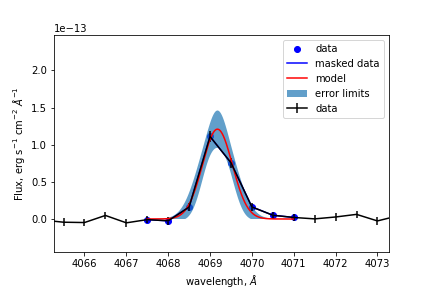 1e−13
data
masked data
model
error limits
data
2.0
1.5
1.0
0.5
0.0
Flux, erg s⁻¹ cm⁻² Å⁻¹
4066 4067 4068 4069 4070 4071 4072 4073
wavelength, Å